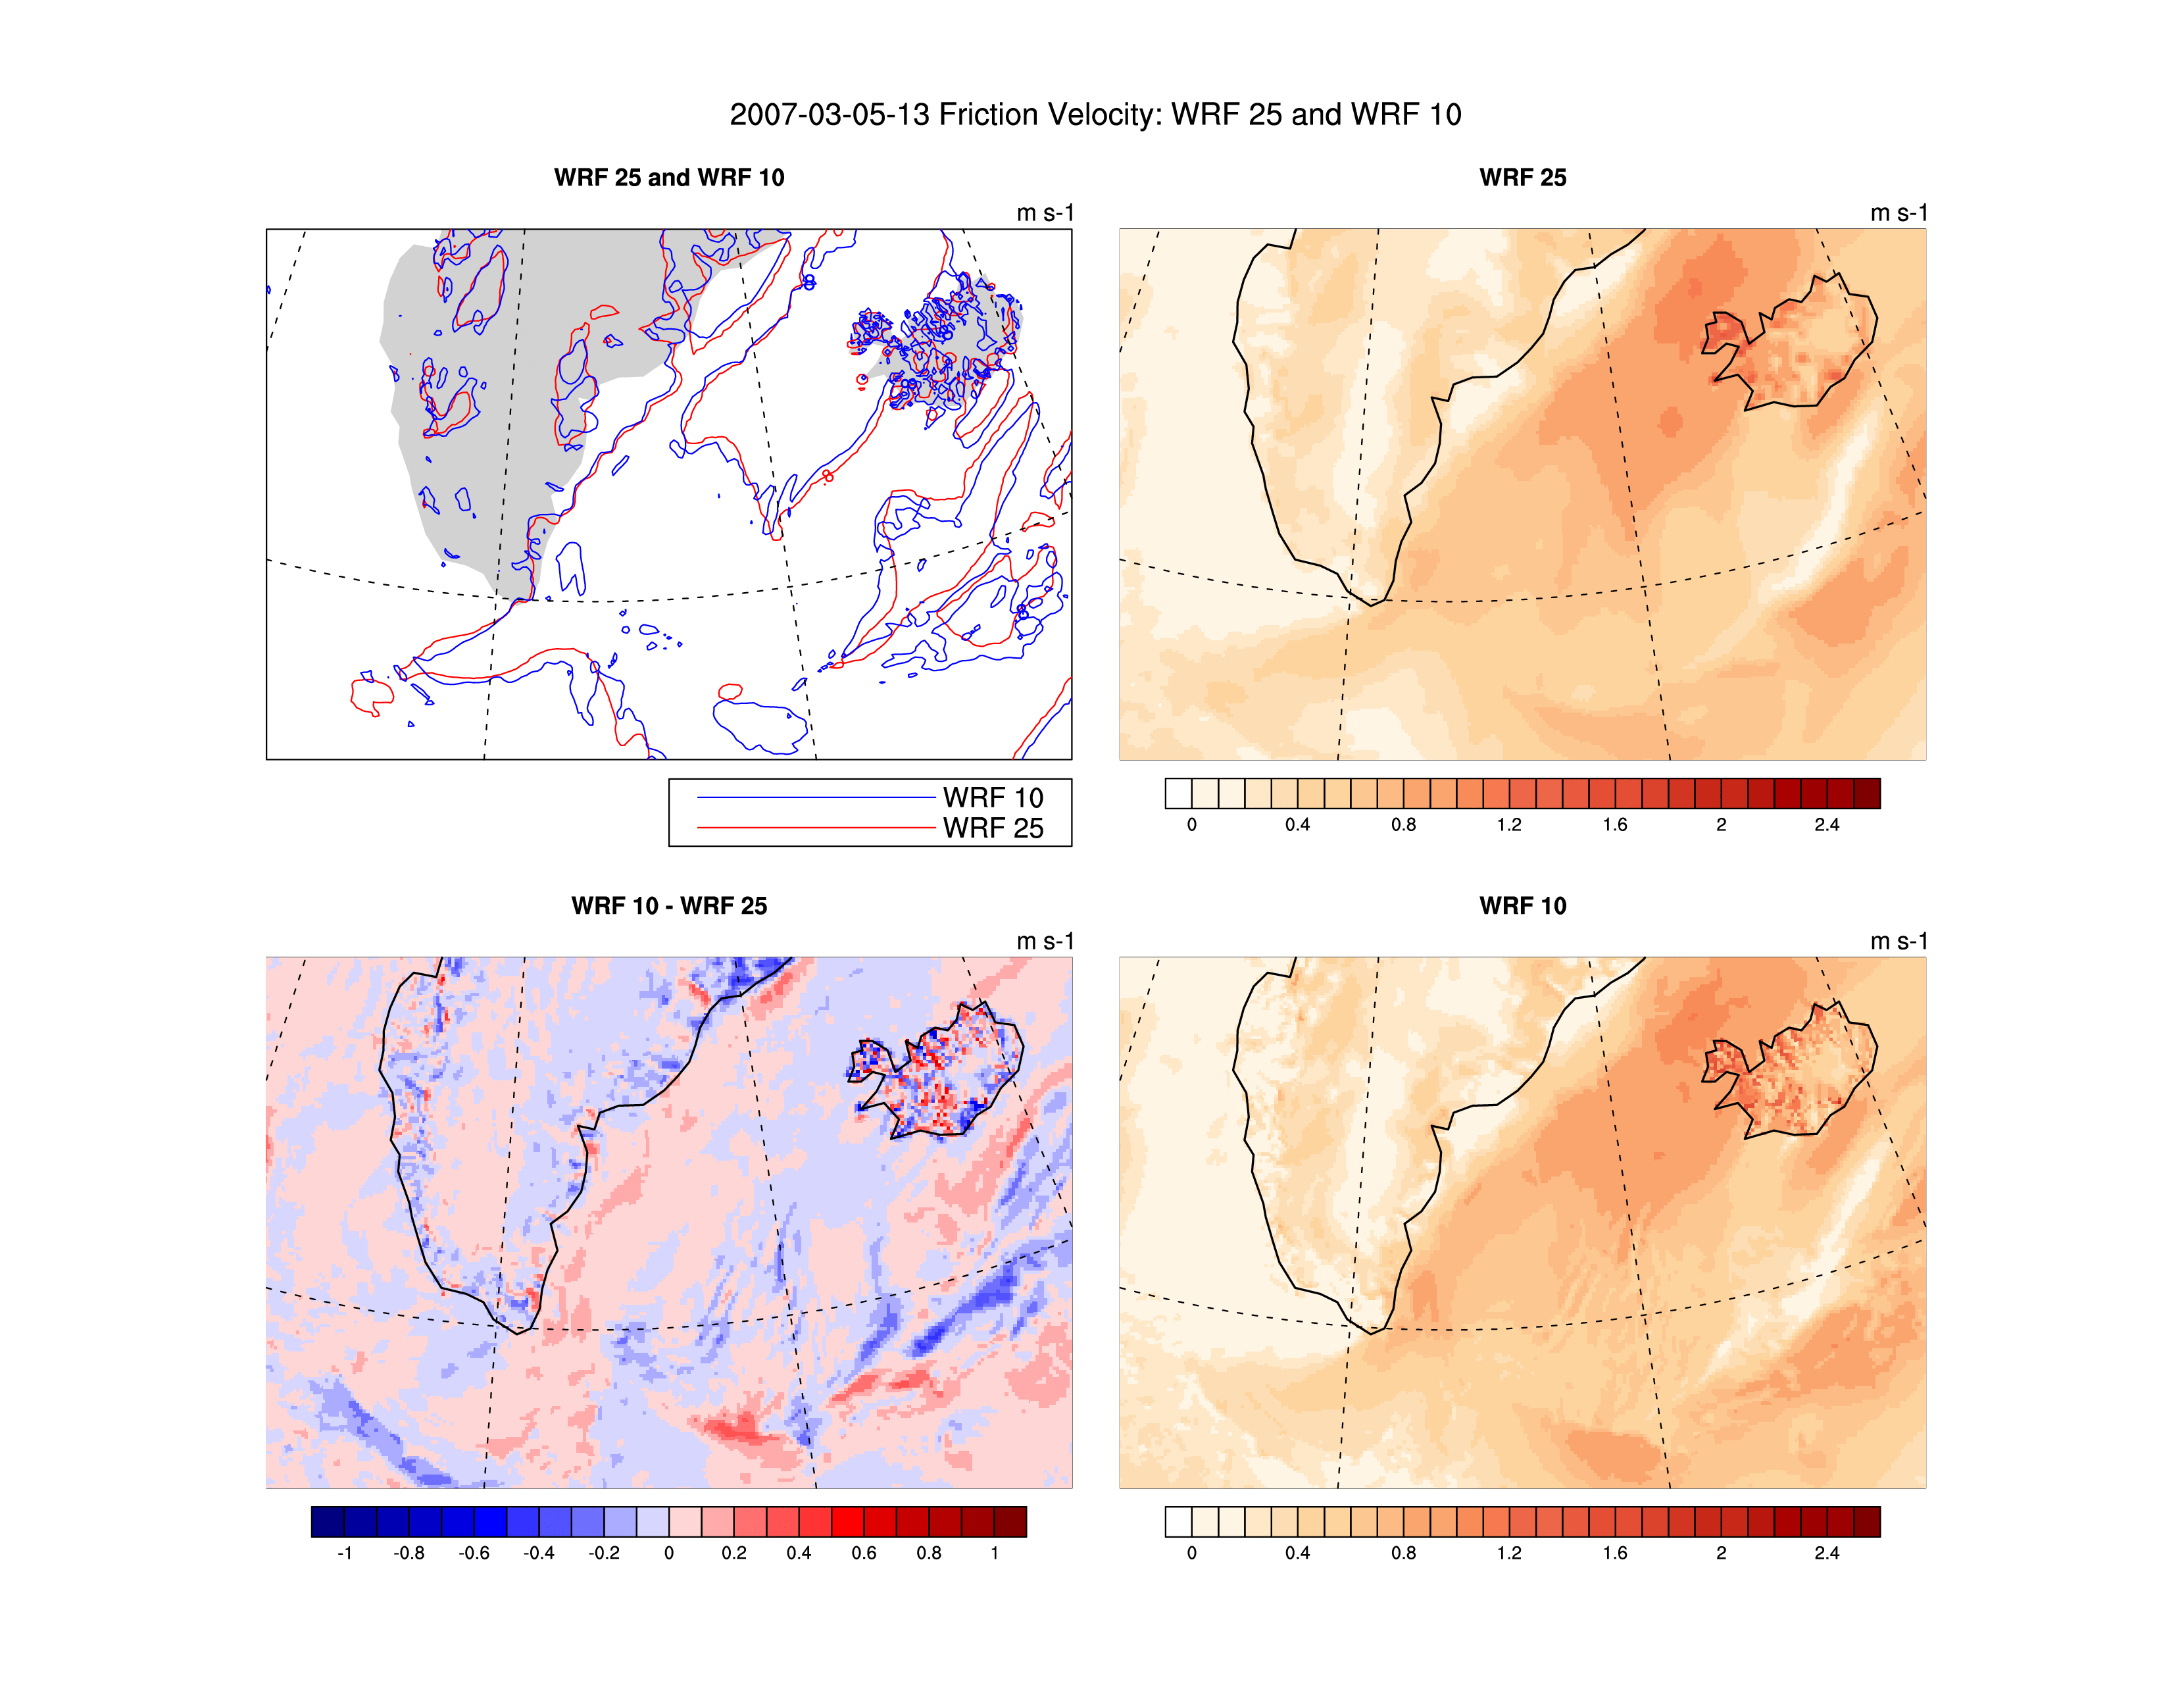 2007-03-05-13 Friction Velocity: WRF 25 and WRF 10
WRF 25 and WRF 10
m s-1
WRF 10
WRF 25
WRF 25
m s-1
0 0.4 0.8 1.2 1.6 2 2.4
WRF 10 - WRF 25
m s-1
-1 -0.8 -0.6 -0.4 -0.2 0 0.2 0.4 0.6 0.8 1
WRF 10
m s-1
0 0.4 0.8 1.2 1.6 2 2.4